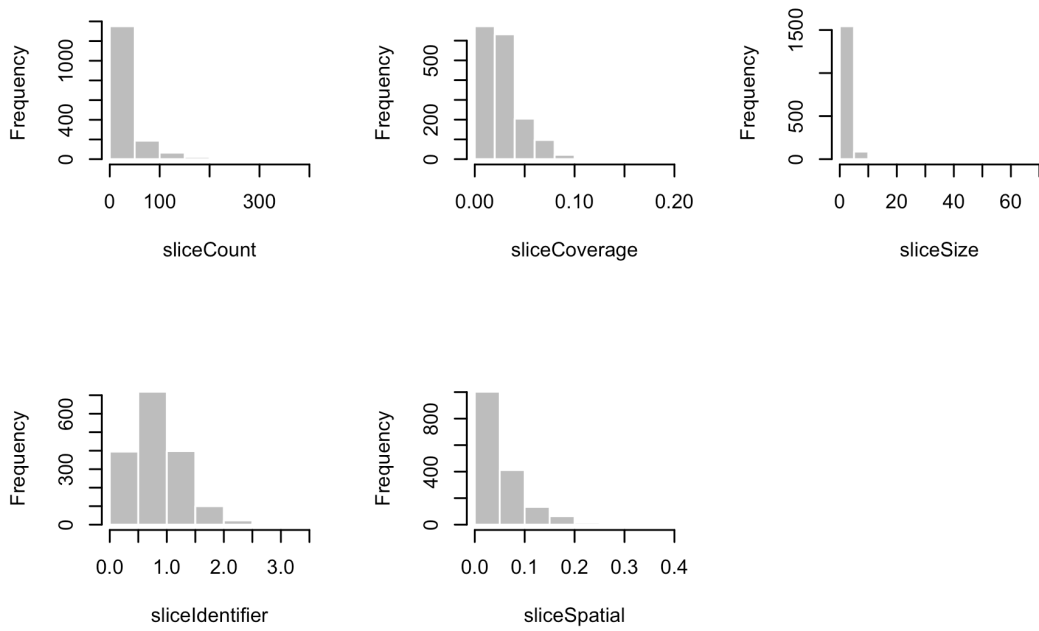 Frequency
0 400 1000
0 100 300
sliceCount
Frequency
0 200 500
0.00 0.10 0.20
sliceCoverage
Frequency
0 500 1500
0 20 40 60
sliceSize
Frequency
0 300 600
0.0 1.0 2.0 3.0
sliceIdentifier
Frequency
0 400 800
0.0 0.1 0.2 0.3 0.4
sliceSpatial